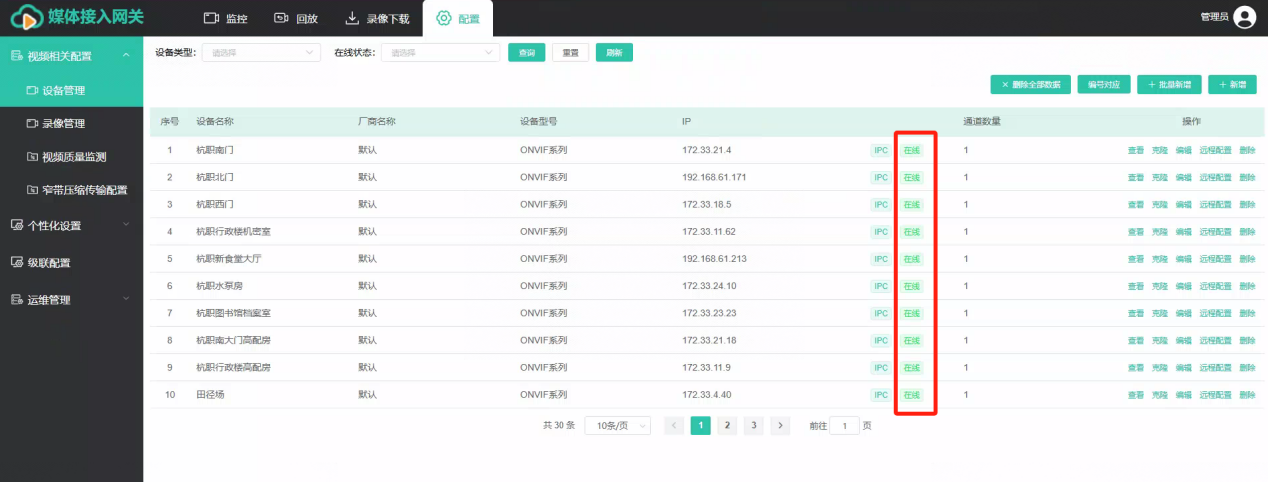 媒体接入网关 监控 回放 录像下载 配置 管理员
视频相关配置
设备管理
录像管理
视频质量监测
窄带压缩传输配置
个性化设置
级联配置
运维管理
设备类型： 请选择 在线状态： 请选择 查询 重置 刷新
× 删除全部数据 编号对应 + 批量新增 + 新增
序号 设备名称 厂商名称 设备型号 IP 通道数量 操作
1 杭职南门 默认 ONVIF系列 172.33.21.4 IPC 在线 1 查看 克隆 编辑 远程配置 删除
2 杭职北门 默认 ONVIF系列 192.168.61.171 IPC 在线 1 查看 克隆 编辑 远程配置 删除
3 杭职西门 默认 ONVIF系列 172.33.18.5 IPC 在线 1 查看 克隆 编辑 远程配置 删除
4 杭职行政楼机密室 默认 ONVIF系列 172.33.11.62 IPC 在线 1 查看 克隆 编辑 远程配置 删除
5 杭职新食堂大厅 默认 ONVIF系列 192.168.61.213 IPC 在线 1 查看 克隆 编辑 远程配置 删除
6 杭职水泵房 默认 ONVIF系列 172.33.24.10 IPC 在线 1 查看 克隆 编辑 远程配置 删除
7 杭职图书馆档案室 默认 ONVIF系列 172.33.23.23 IPC 在线 1 查看 克隆 编辑 远程配置 删除
8 杭职南大门高配房 默认 ONVIF系列 172.33.21.18 IPC 在线 1 查看 克隆 编辑 远程配置 删除
9 杭职行政楼高配房 默认 ONVIF系列 172.33.11.9 IPC 在线 1 查看 克隆 编辑 远程配置 删除
10 田径场 默认 ONVIF系列 172.33.4.40 IPC 在线 1 查看 克隆 编辑 远程配置 删除
共 30 条 10条/页 < 1 2 3 > 前往 1 页